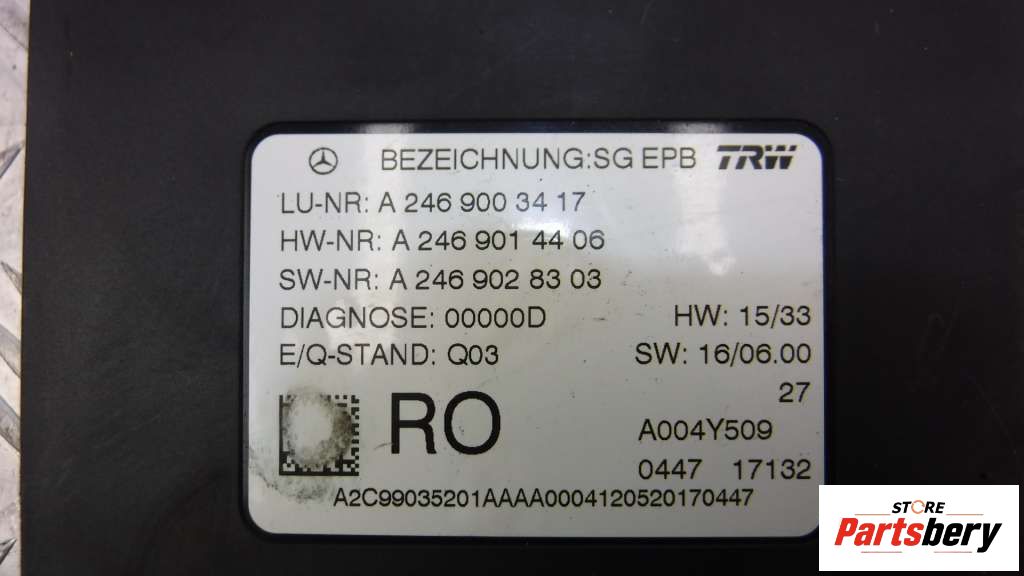 BEZEICHNUNG:SG EPB TRW
LU-NR: A 246 900 34 17
HW-NR: A 246 901 44 06
SW-NR: A 246 902 83 03
DIAGNOSE: 00000D HW: 15/33
E/Q-STAND: Q03 SW: 16/06.00
27
RO A004Y509
0447 17132
A2C99035201AAAA0004120520170447
STORE
Partsbery